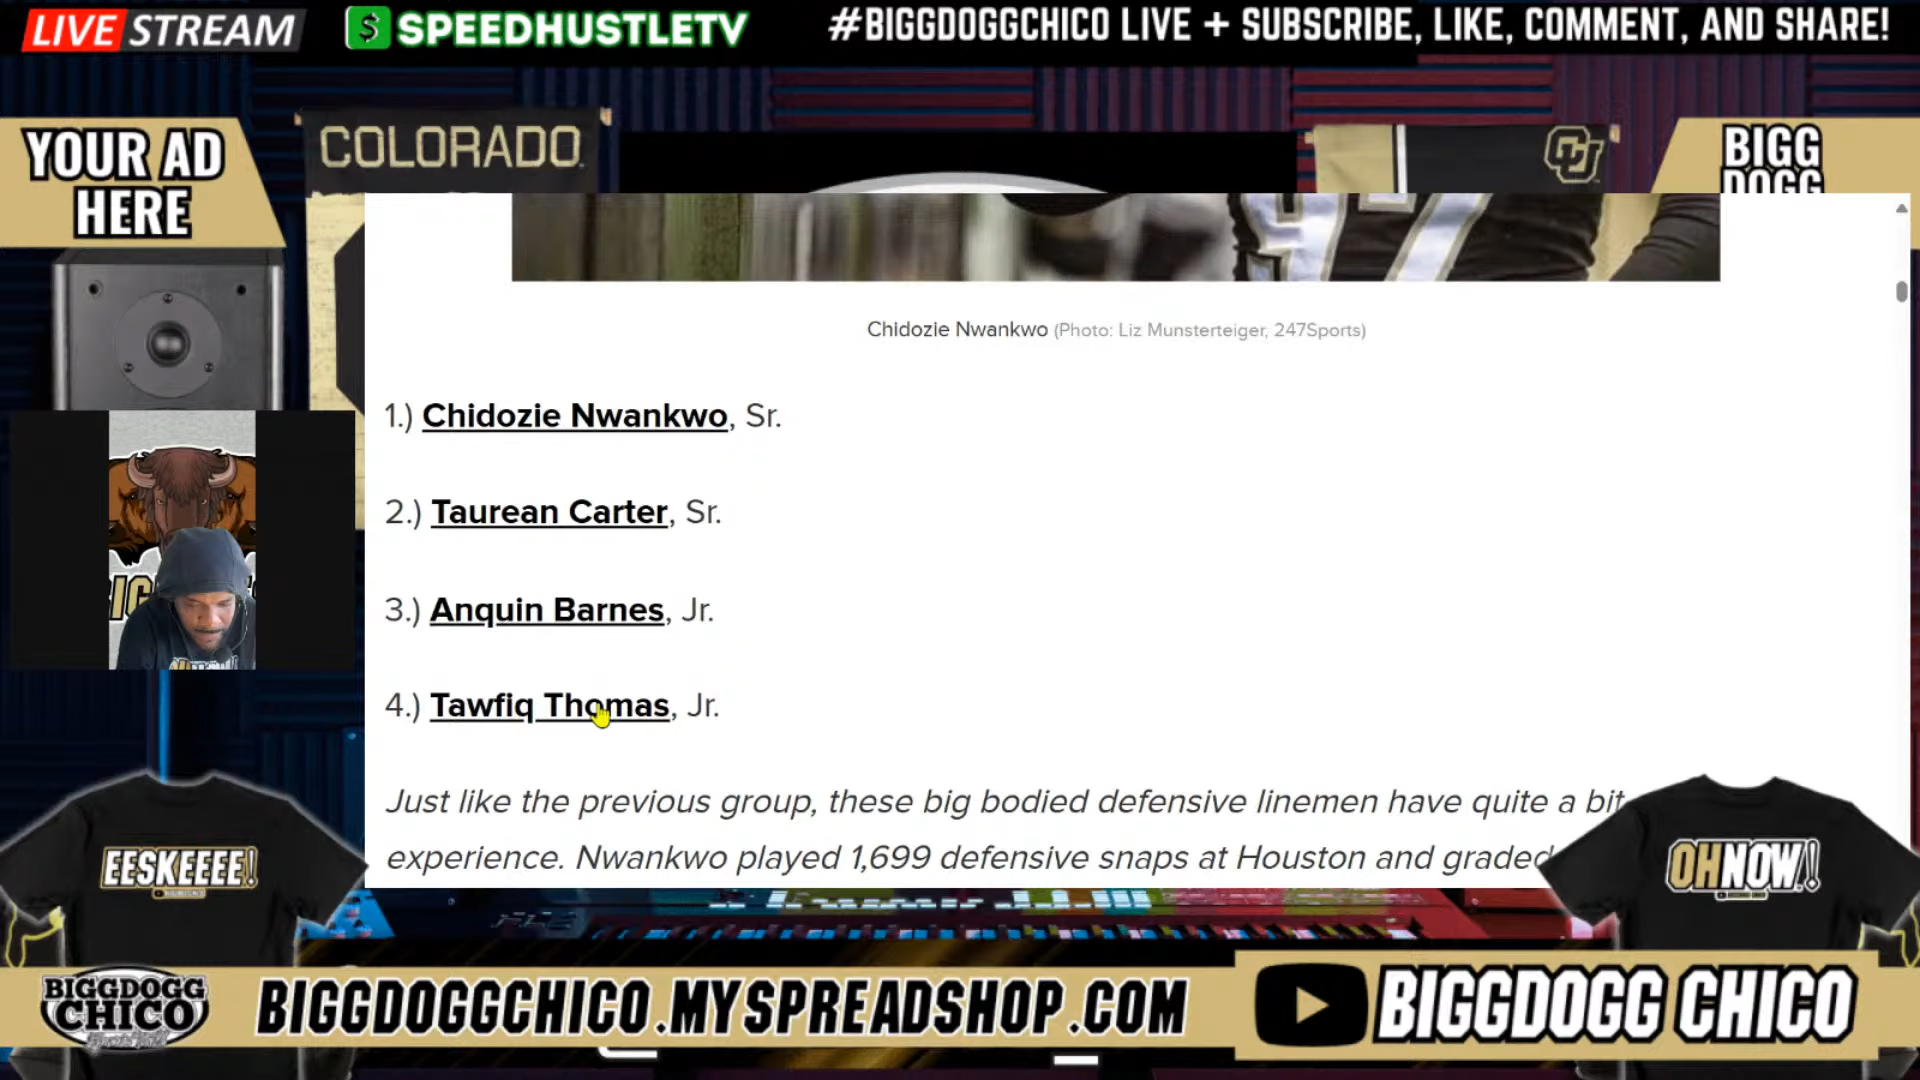 LIVE STREAM
$ SPEEDHUSTLETV
#BIGGDOGGCHICO LIVE + SUBSCRIBE, LIKE, COMMENT, AND SHARE!
YOUR AD
HERE
COLORADO
CU
BIGG
DOGG
97
Chidozie Nwankwo (Photo: Liz Munsterteiger, 247Sports)
1.) Chidozie Nwankwo, Sr.
2.) Taurean Carter, Sr.
3.) Anquin Barnes, Jr.
4.) Tawfiq Thomas, Jr.
Just like the previous group, these big bodied defensive linemen have quite a bit
experience. Nwankwo played 1,699 defensive snaps at Houston and graded
EESKEEEE!
OHNOW!
BIGGDOGG
CHICO
BIGGDOGGCHICO.MYSPREADSHOP.COM
BIGGDOGG CHICO